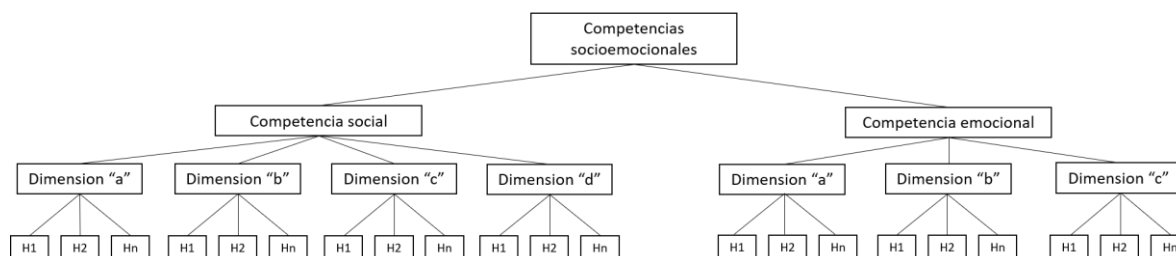 Competencias
socioemocionales
Competencia social
Competencia emocional
Dimension “a”
Dimension “b”
Dimension “c”
Dimension “d”
Dimension “a”
Dimension “b”
Dimension “c”
H1
H2
Hn
H1
H2
Hn
H1
H2
Hn
H1
H2
Hn
H1
H2
Hn
H1
H2
Hn
H1
H2
Hn